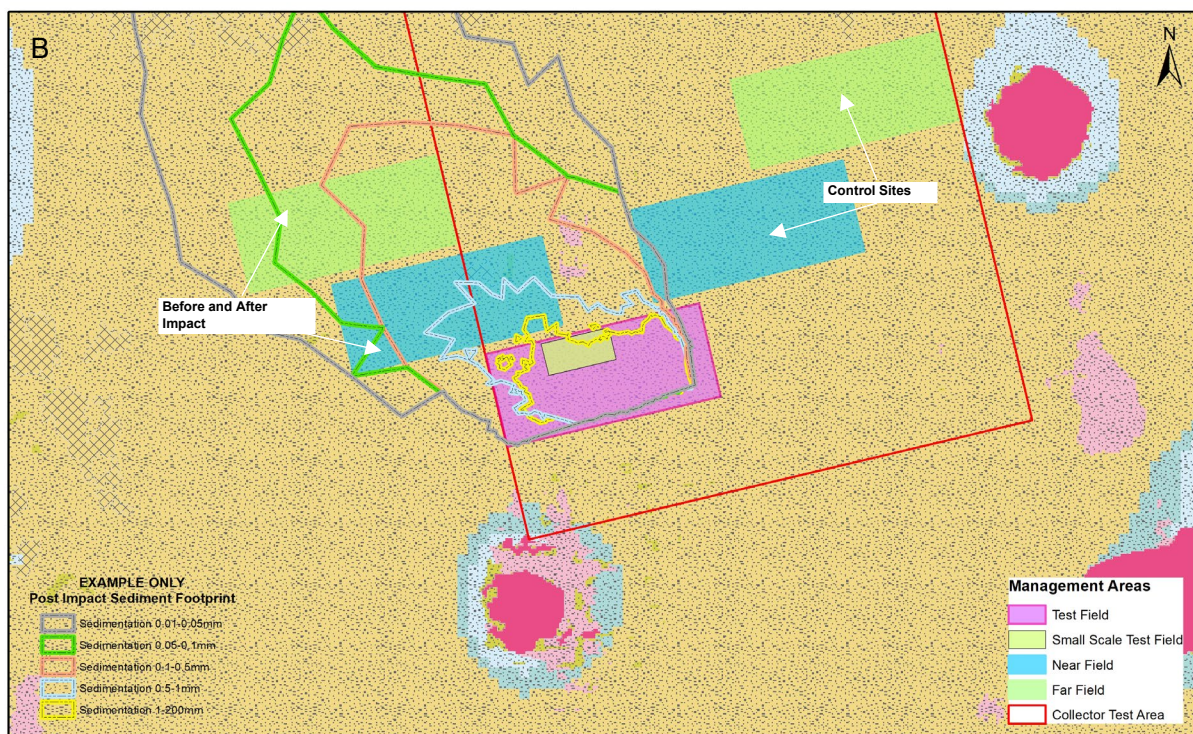 B
N
Control Sites
Before and After
Impact
EXAMPLE ONLY
Post Impact Sediment Footprint
Sedimentation 0.01-0.05mm
Sedimentation 0.05-0.1mm
Sedimentation 0.1-0.5mm
Sedimentation 0.5-1mm
Sedimentation 1-200mm
Management Areas
Test Field
Small Scale Test Field
Near Field
Far Field
Collector Test Area